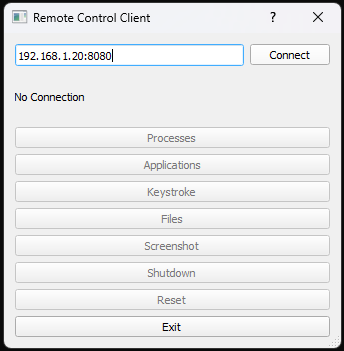 Remote Control Client
?
192.168.1.20:8080
Connect
No Connection
Processes
Applications
Keystroke
Files
Screenshot
Shutdown
Reset
Exit